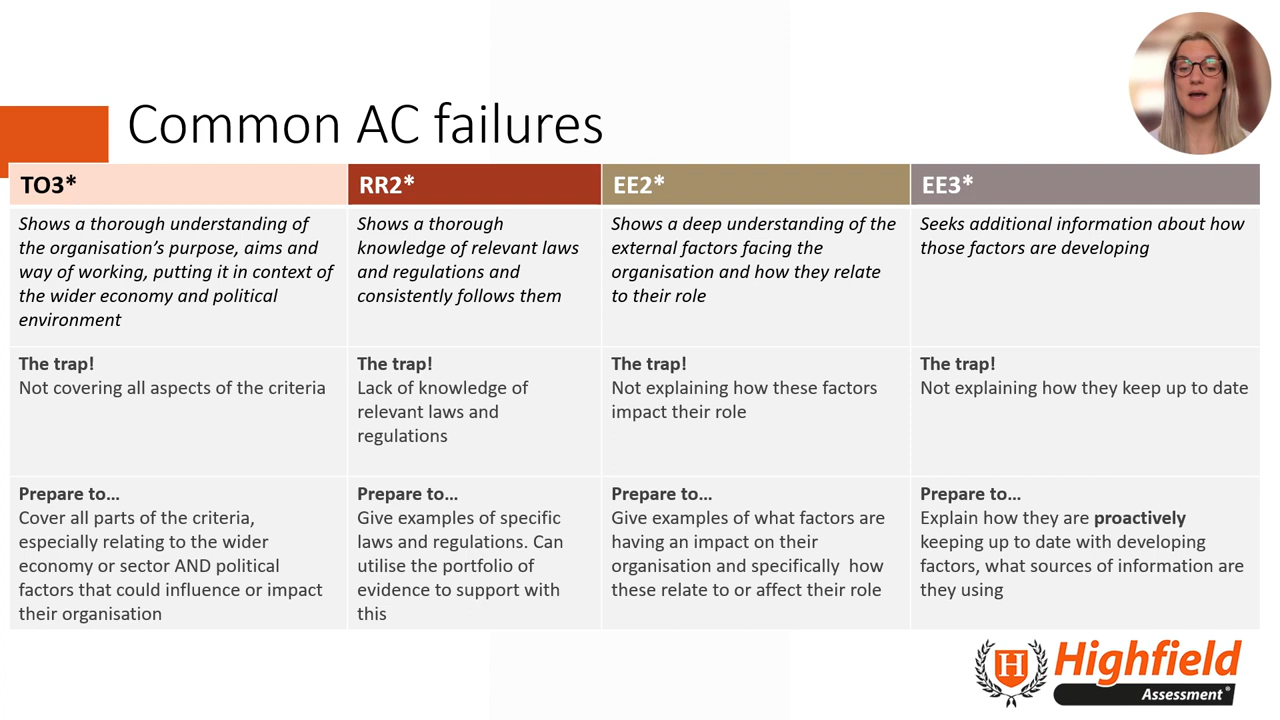 Common AC failures
TO3*
RR2*
EE2*
EE3*
Shows a thorough understanding of
the organisation's purpose, aims and
way of working, putting it in context of
the wider economy and political
environment
Shows a thorough
knowledge of relevant laws
and regulations and
consistently follows them
Shows a deep understanding of the
external factors facing the
organisation and how they relate
to their role
Seeks additional information about how
those factors are developing
The trap!
Not covering all aspects of the criteria
The trap!
Lack of knowledge of
relevant laws and
regulations
The trap!
Not explaining how these factors
impact their role
The trap!
Not explaining how they keep up to date
Prepare to…
Cover all parts of the criteria,
especially relating to the wider
economy or sector AND political
factors that could influence or impact
their organisation
Prepare to…
Give examples of specific
laws and regulations. Can
utilise the portfolio of
evidence to support with
this
Prepare to…
Give examples of what factors are
having an impact on their
organisation and specifically  how
these relate to or affect their role
Prepare to…
Explain how they are proactively
keeping up to date with developing
factors, what sources of information are
they using
H
Highfield
Assessment®